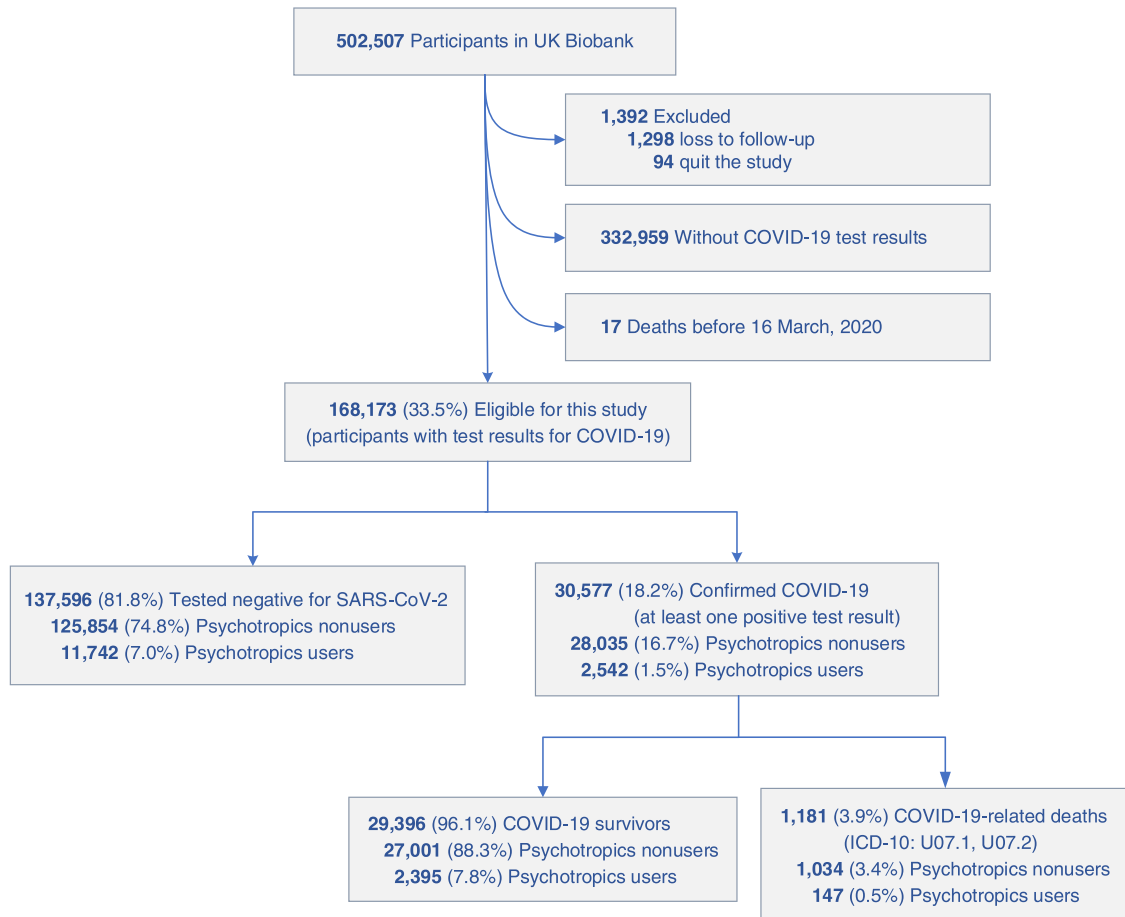 502,507 Participants in UK Biobank
1,392 Excluded
1,298 loss to follow-up
94 quit the study
332,959 Without COVID-19 test results
17 Deaths before 16 March, 2020
168,173 (33.5%) Eligible for this study
(participants with test results for COVID-19)
137,596 (81.8%) Tested negative for SARS-CoV-2
125,854 (74.8%) Psychotropics nonusers
11,742 (7.0%) Psychotropics users
30,577 (18.2%) Confirmed COVID-19
(at least one positive test result)
28,035 (16.7%) Psychotropics nonusers
2,542 (1.5%) Psychotropics users
29,396 (96.1%) COVID-19 survivors
27,001 (88.3%) Psychotropics nonusers
2,395 (7.8%) Psychotropics users
1,181 (3.9%) COVID-19-related deaths
(ICD-10: U07.1, U07.2)
1,034 (3.4%) Psychotropics nonusers
147 (0.5%) Psychotropics users